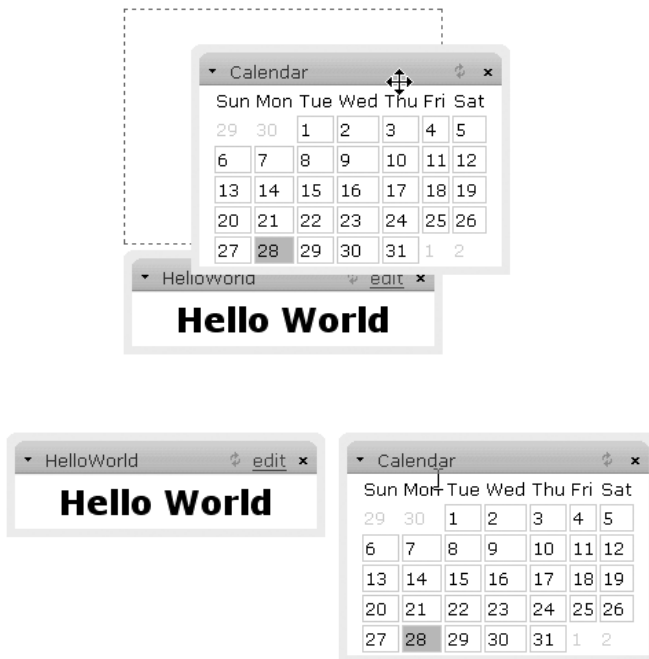 Calendar
Sun Mon Tue Wed Thu Fri Sat
29 30 1 2 3 4 5
6 7 8 9 10 11 12
13 14 15 16 17 18 19
20 21 22 23 24 25 26
27 28 29 30 31 1 2
HelloWorld edit
Hello World
HelloWorld edit
Hello World
Calendar
Sun Mon Tue Wed Thu Fri Sat
29 30 1 2 3 4 5
6 7 8 9 10 11 12
13 14 15 16 17 18 19
20 21 22 23 24 25 26
27 28 29 30 31 1 2